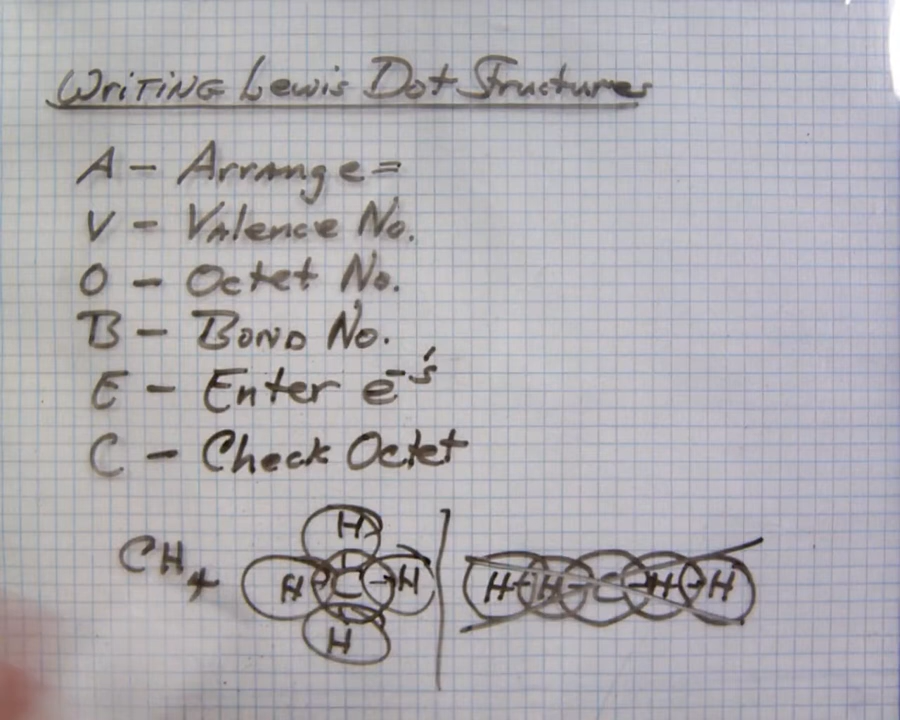 Writing Lewis Dot Structures
A - Arrange =
V - Valence No.
O - Octet No.
B - Bond No.
E - Enter e⁻'s
C - Check Octet
H
CH₄ H C - H H - H - C - H - H
H